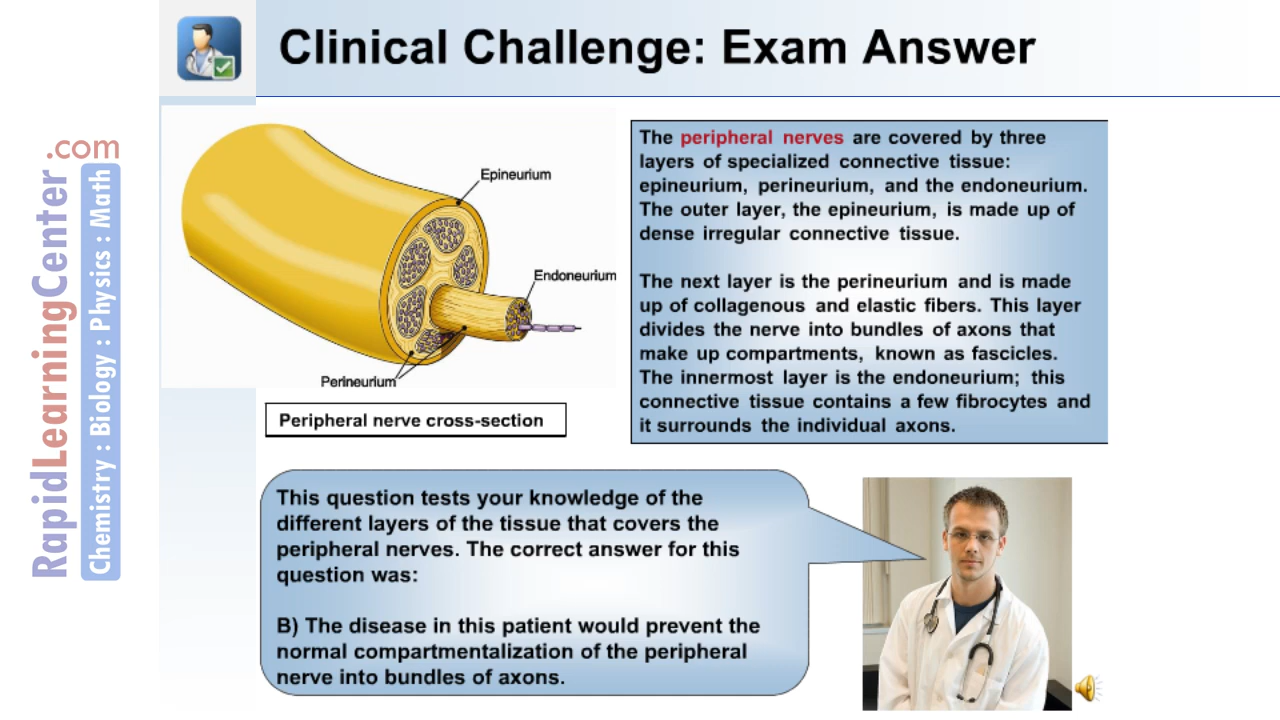 Clinical Challenge: Exam Answer
RapidLearningCenter.com
Chemistry : Biology : Physics : Math
Epineurium
Endoneurium
Perineurium
Peripheral nerve cross-section
The peripheral nerves are covered by three
layers of specialized connective tissue:
epineurium, perineurium, and the endoneurium.
The outer layer, the epineurium, is made up of
dense irregular connective tissue.
The next layer is the perineurium and is made
up of collagenous and elastic fibers. This layer
divides the nerve into bundles of axons that
make up compartments, known as fascicles.
The innermost layer is the endoneurium; this
connective tissue contains a few fibrocytes and
it surrounds the individual axons.
This question tests your knowledge of the
different layers of the tissue that covers the
peripheral nerves. The correct answer for this
question was:
B) The disease in this patient would prevent the
normal compartmentalization of the peripheral
nerve into bundles of axons.